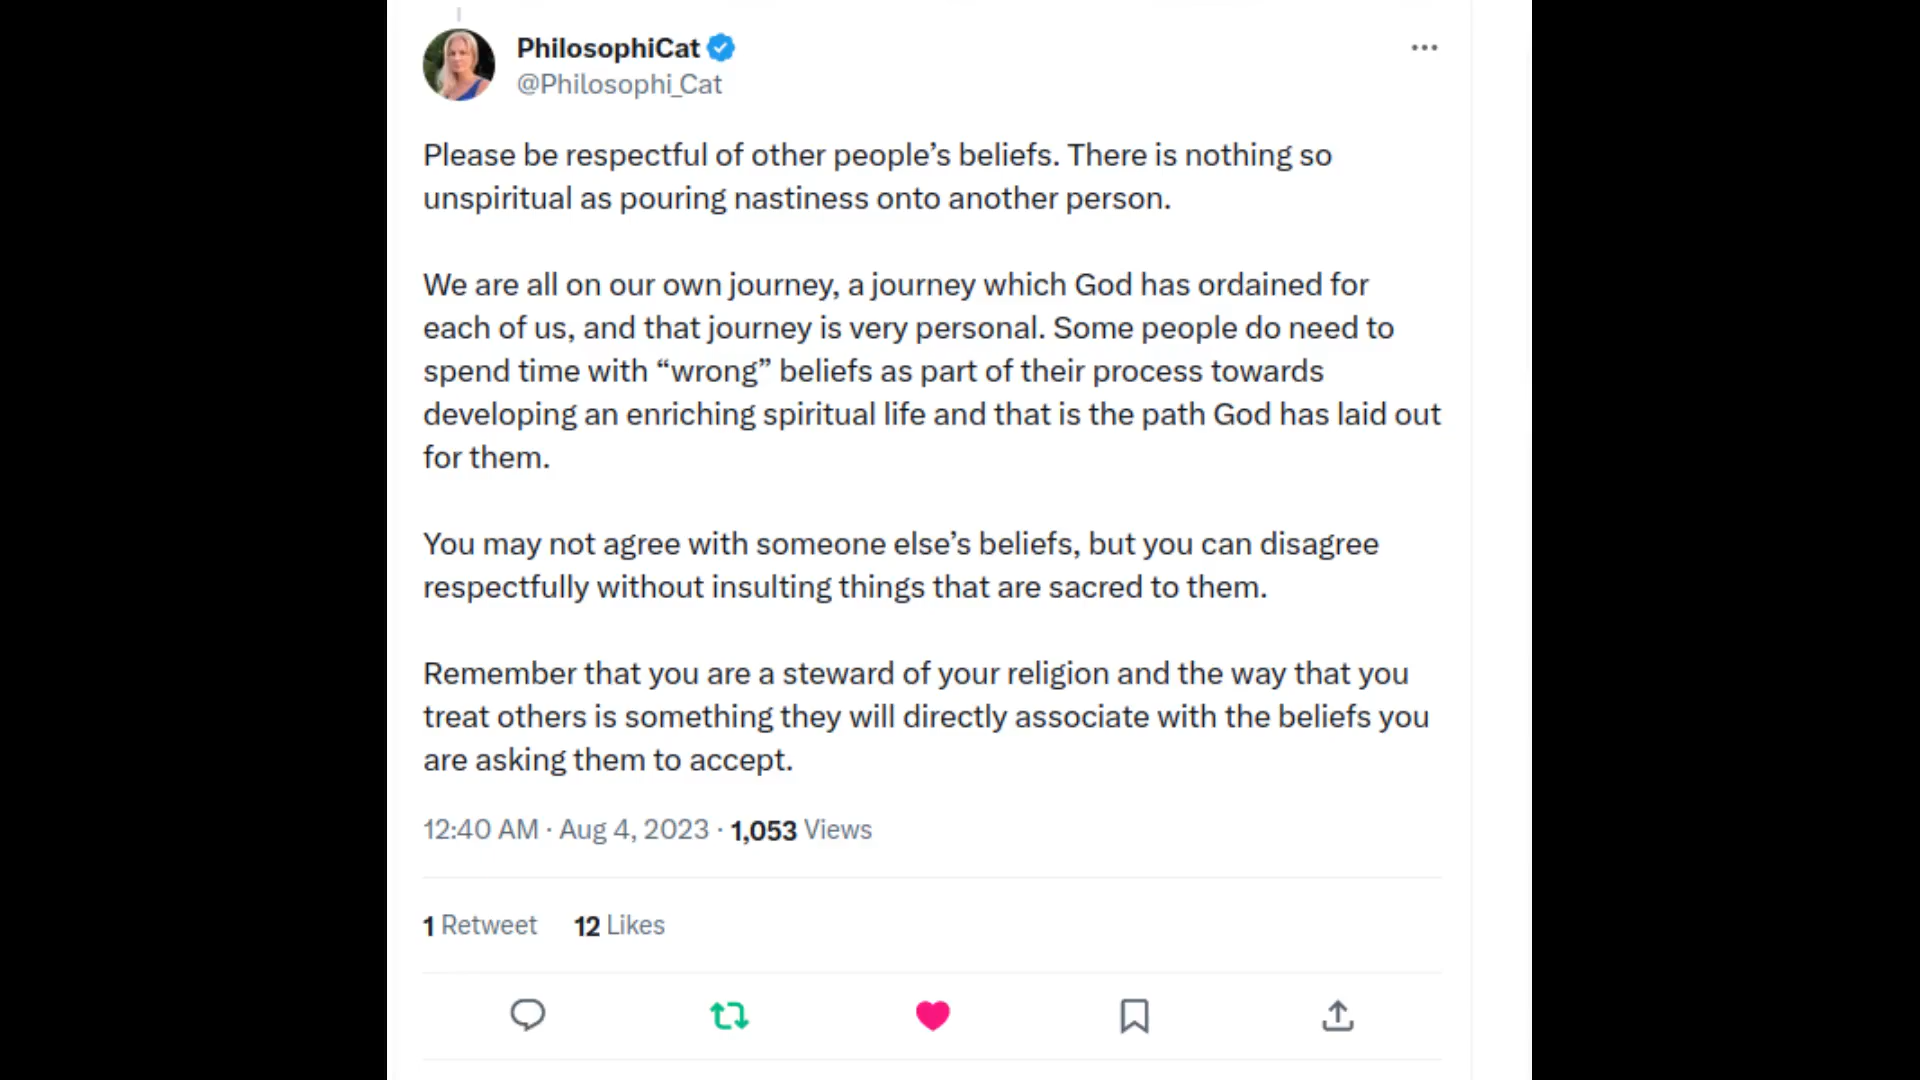 PhilosophiCat
@Philosophi_Cat
Please be respectful of other people’s beliefs. There is nothing so
unspiritual as pouring nastiness onto another person.
We are all on our own journey, a journey which God has ordained for
each of us, and that journey is very personal. Some people do need to
spend time with “wrong” beliefs as part of their process towards
developing an enriching spiritual life and that is the path God has laid out
for them.
You may not agree with someone else’s beliefs, but you can disagree
respectfully without insulting things that are sacred to them.
Remember that you are a steward of your religion and the way that you
treat others is something they will directly associate with the beliefs you
are asking them to accept.
12:40 AM · Aug 4, 2023 · 1,053 Views
1 Retweet 12 Likes